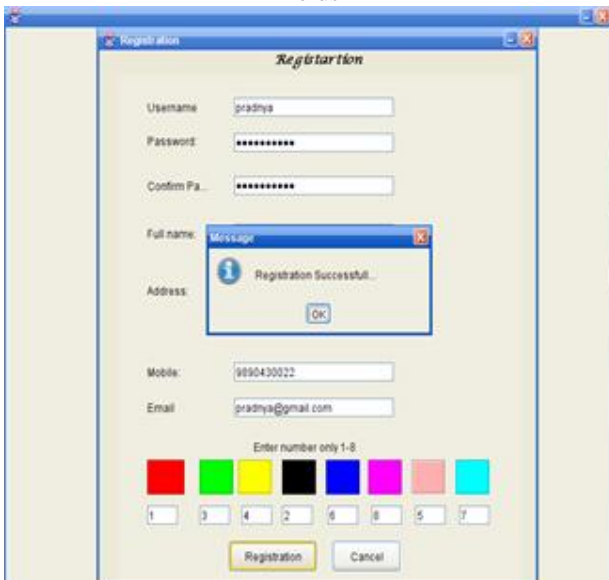 Registration
Registartion
Username pradnya
Password: ••••••••••
Confirm Pa... ••••••••••
Full name:
Message
Registration Successfull...
Address:
OK
Mobile: 9890430022
Email pradnya@gmail.com
Enter number only 1-8
1 3 4 2 6 8 5 7
Registration Cancel